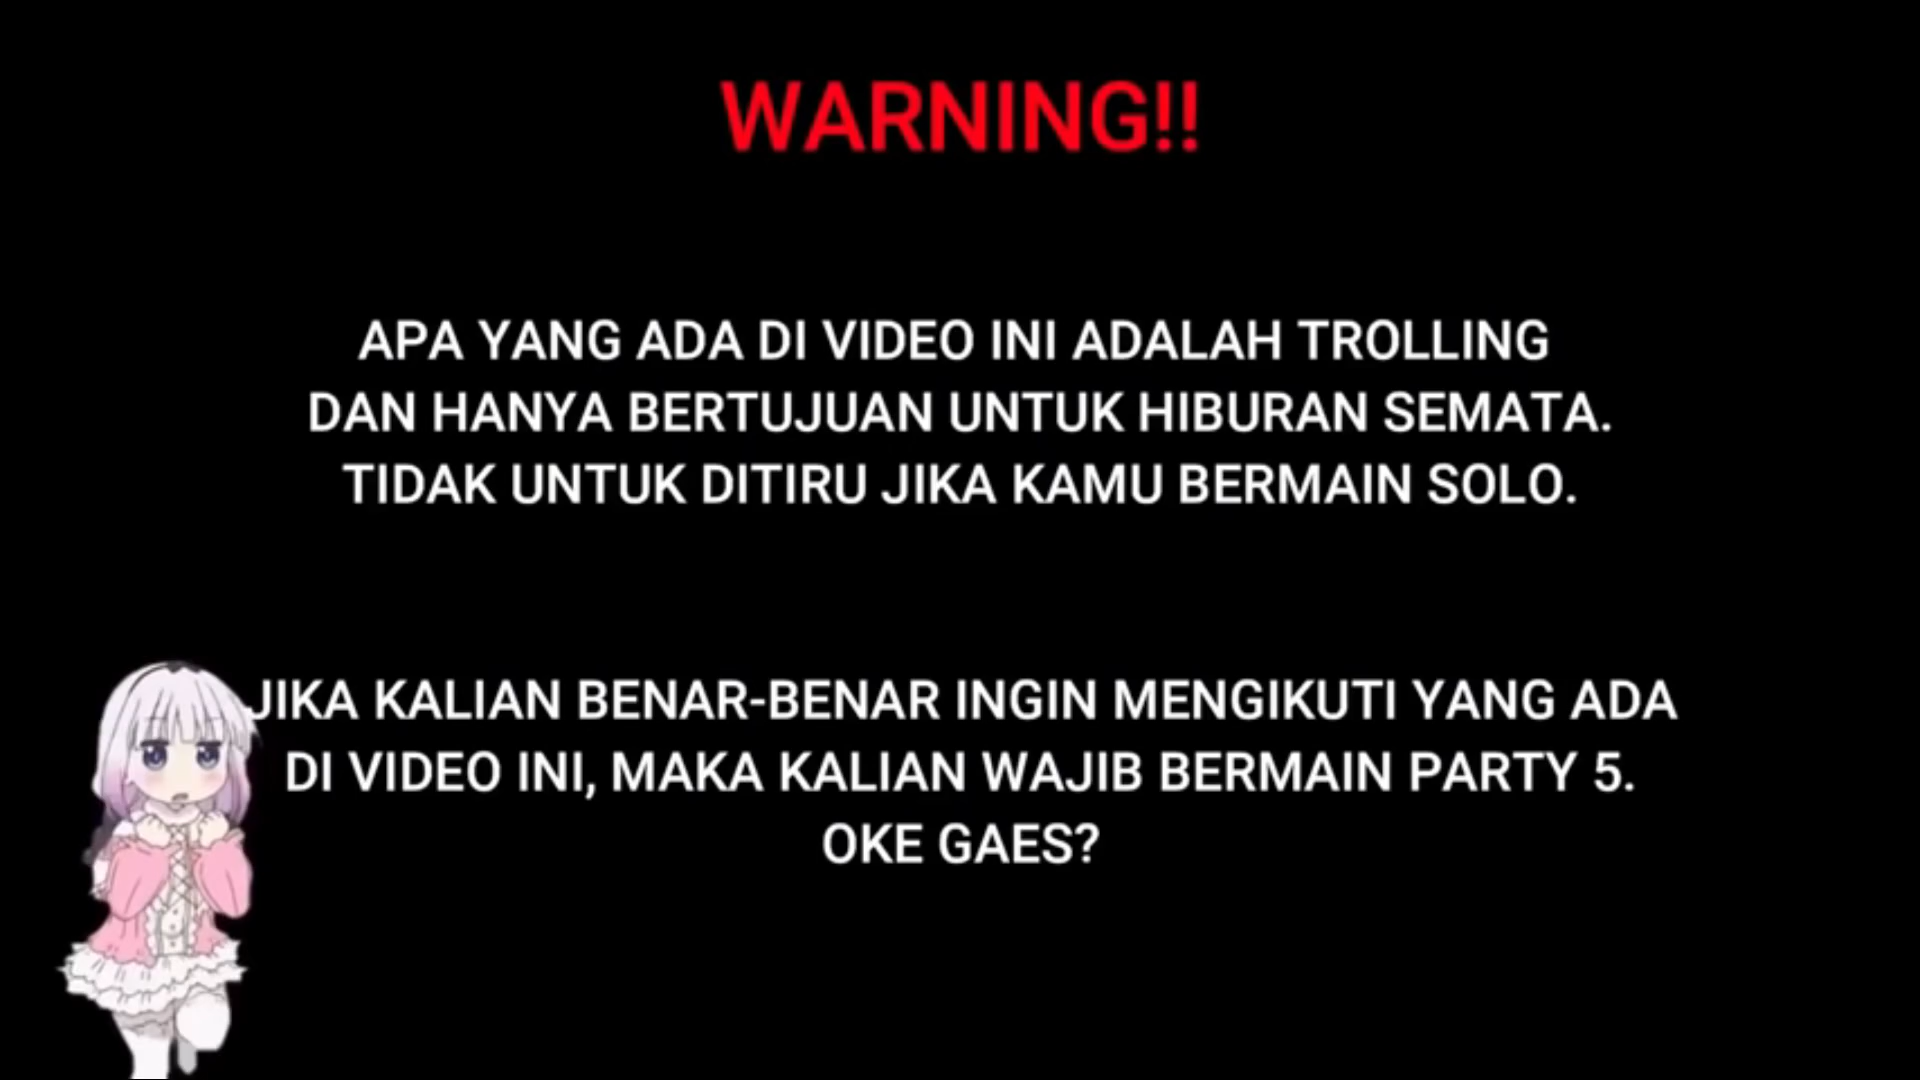 WARNING!!
APA YANG ADA DI VIDEO INI ADALAH TROLLING
DAN HANYA BERTUJUAN UNTUK HIBURAN SEMATA.
TIDAK UNTUK DITIRU JIKA KAMU BERMAIN SOLO.
JIKA KALIAN BENAR-BENAR INGIN MENGIKUTI YANG ADA
DI VIDEO INI, MAKA KALIAN WAJIB BERMAIN PARTY 5.
OKE GAES?